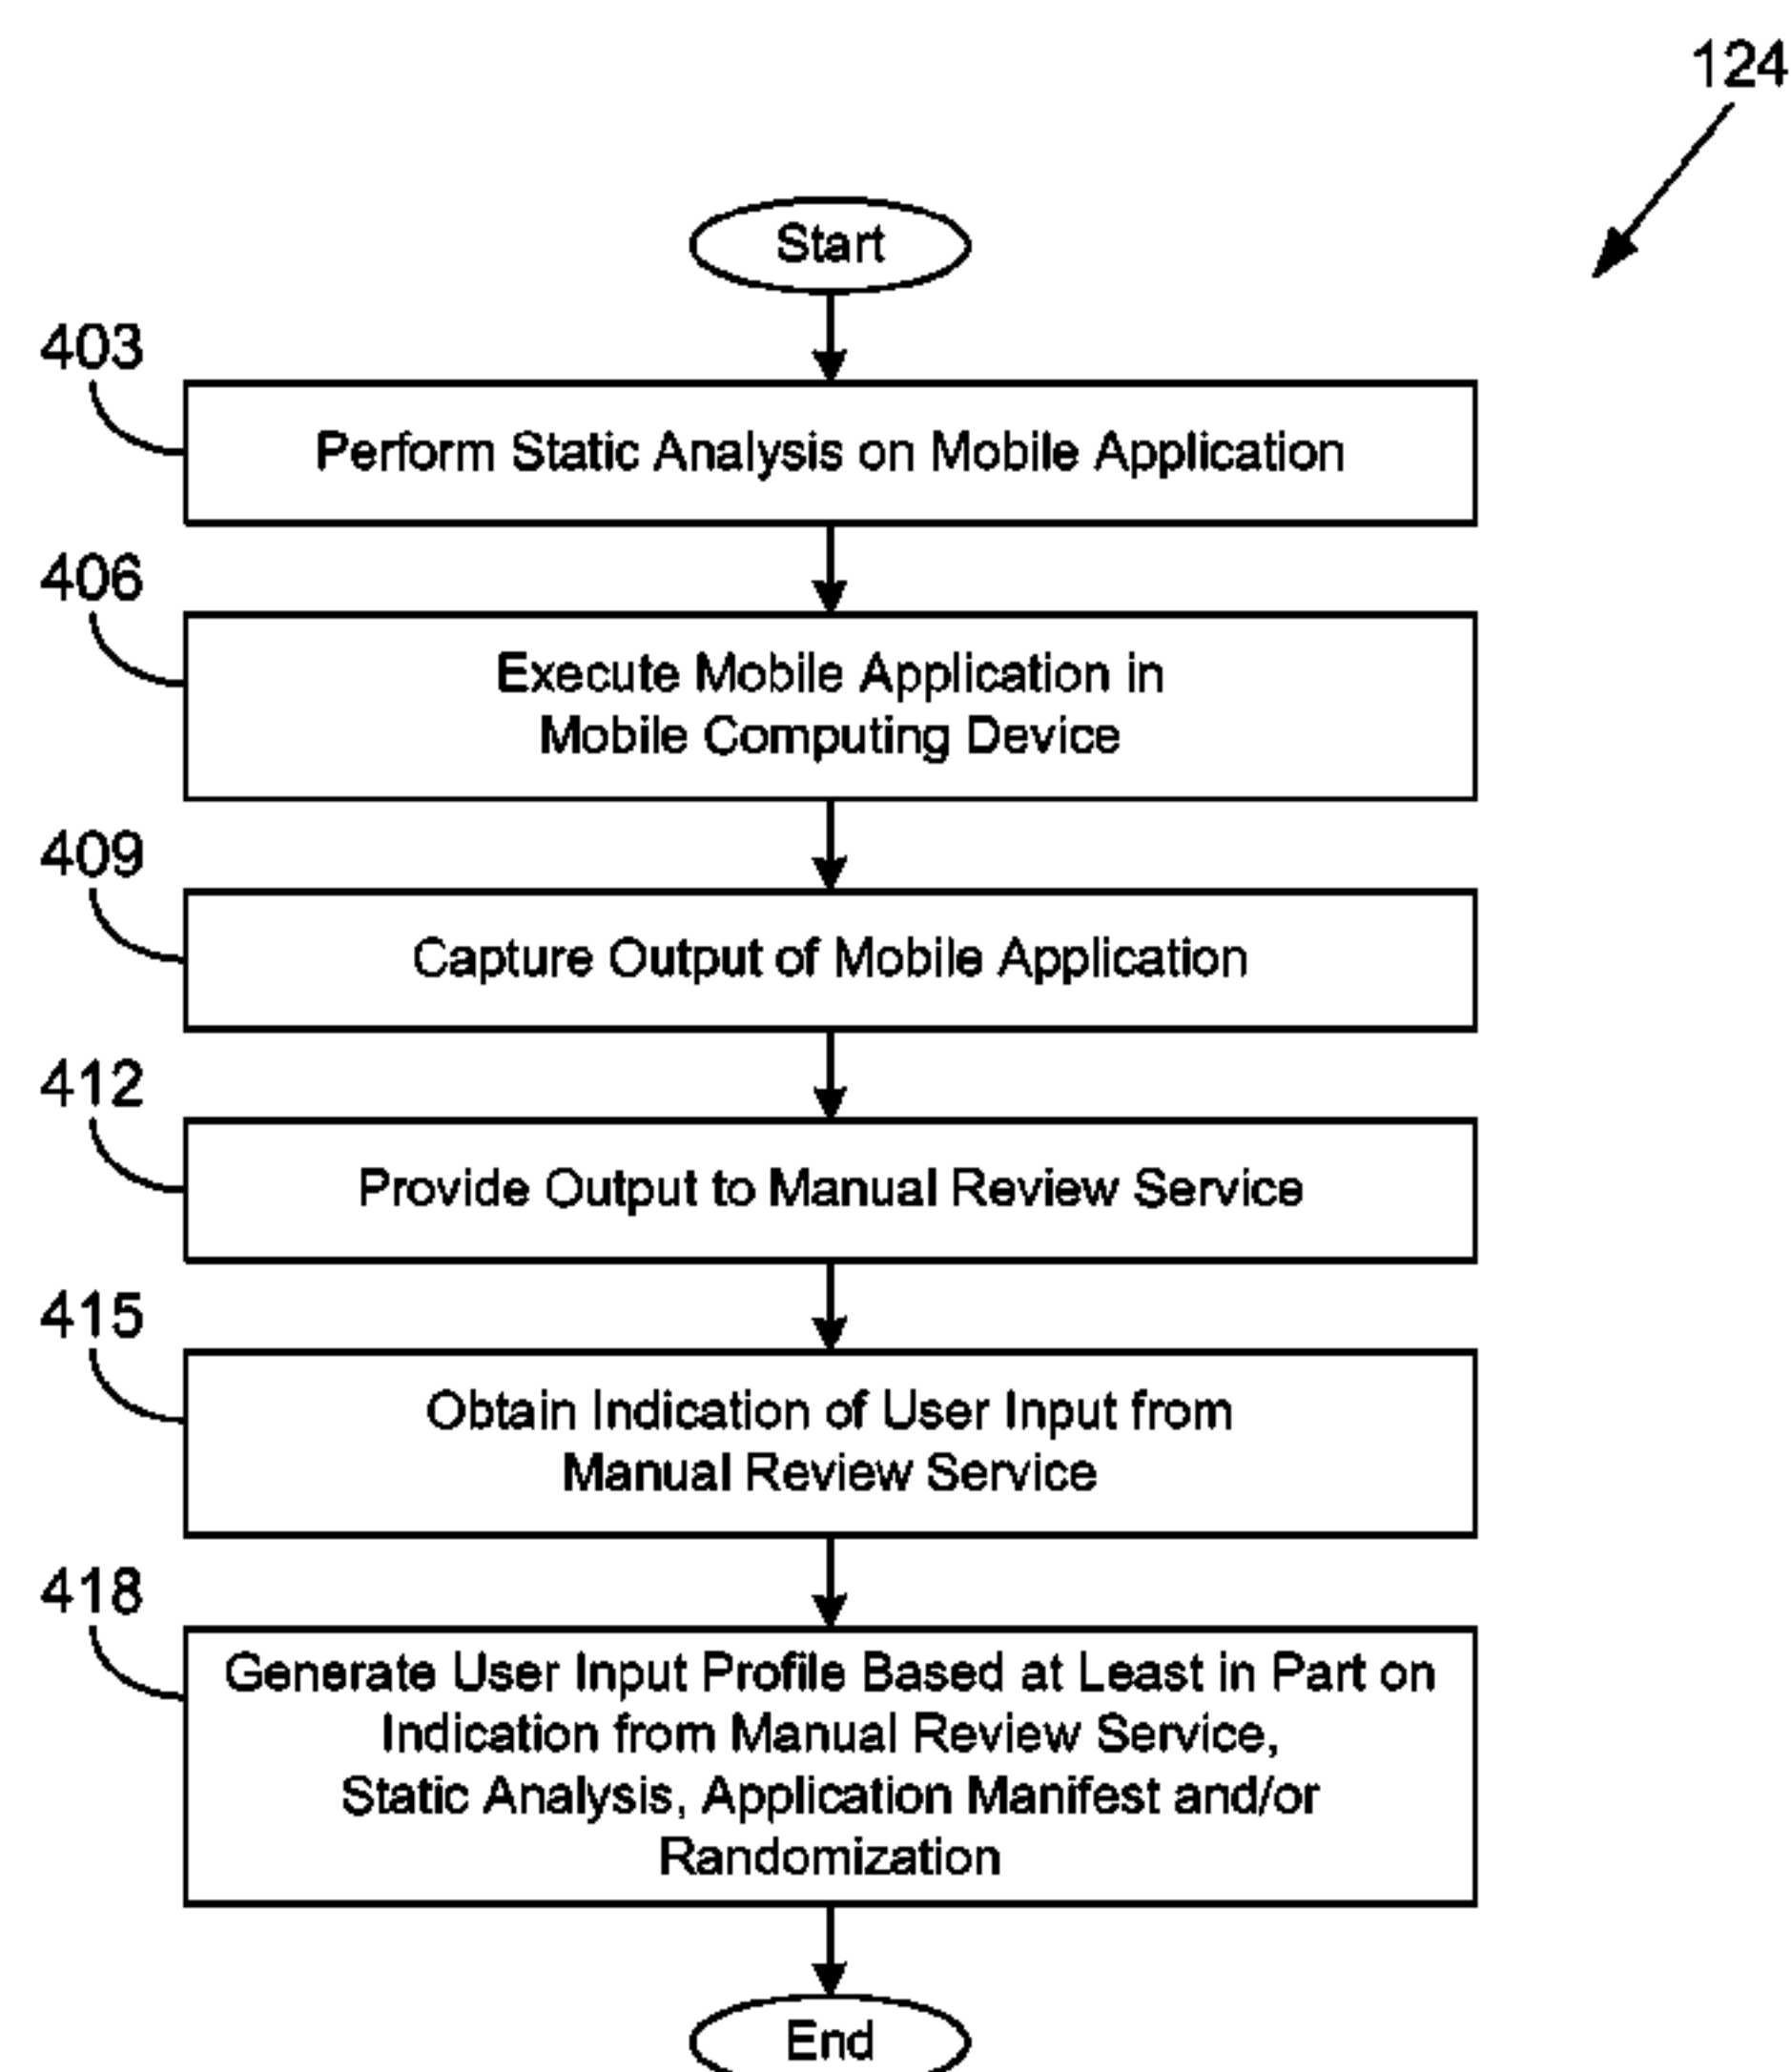 124
Start
403
Perform Static Analysis on Mobile Application
406
Execute Mobile Application in
Mobile Computing Device
409
Capture Output of Mobile Application
412
Provide Output to Manual Review Service
415
Obtain Indication of User Input from
Manual Review Service
418
Generate User Input Profile Based at Least in Part on
Indication from Manual Review Service,
Static Analysis, Application Manifest and/or
Randomization
End